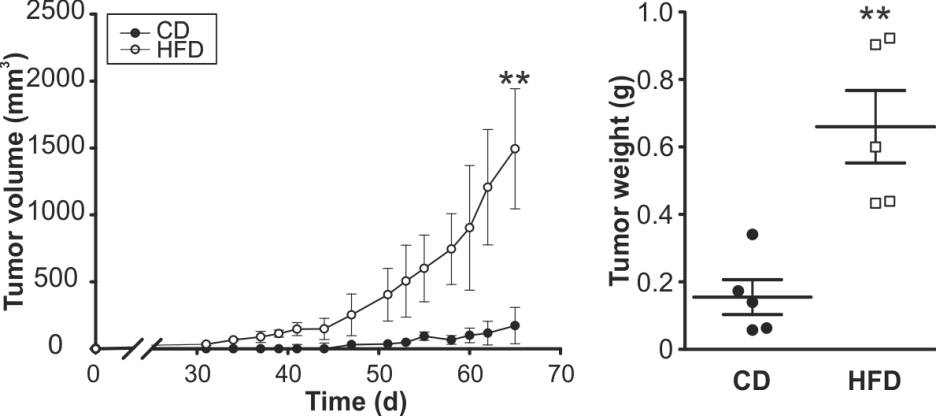 2500
2000
1500
1000
500
0
Tumor volume (mm³)
CD
HFD
**
0
30
40
50
60
70
Time (d)
1.0
0.8
0.6
0.4
0.2
0
Tumor weight (g)
**
CD
HFD